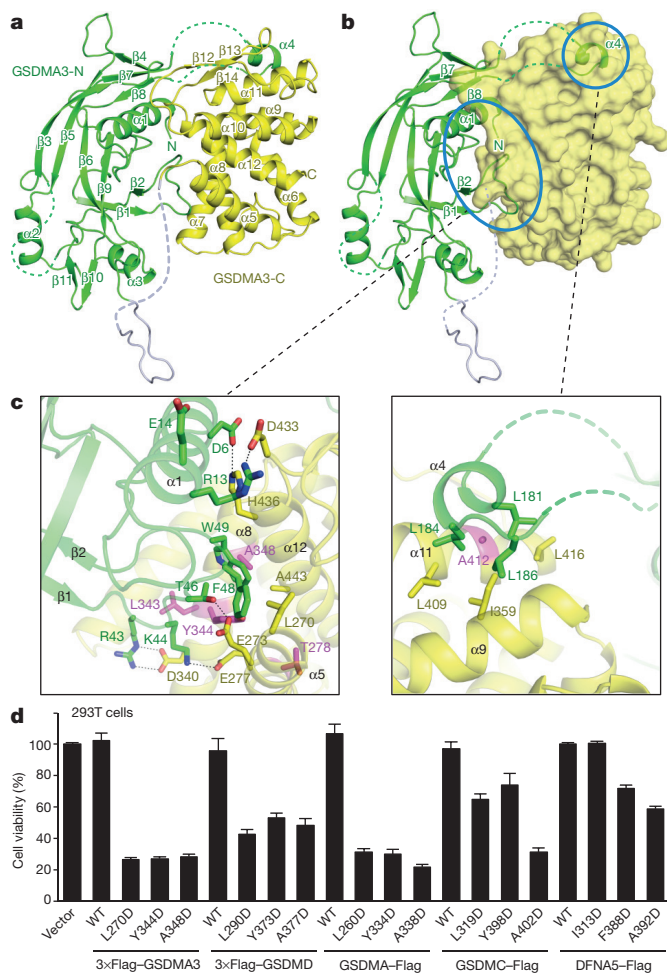 a
b
β4
β12
β13
α4
GSDMA3-N
β7
β14
α11
β8
α9
β3
β5
α1
α10
β6
N
α12
C
β9
β2
α8
α6
β1
α7
α5
α2
GSDMA3-C
β11
β10
α3
α4
β7
β8
α1
N
β2
β1
c
E14
D6
D433
α1
R13
H436
W49
α8
β2
A348
α12
T46
F48
A443
β1
L343
L270
Y344
R43
K44
E273
T278
D340
E277
α5
α4
L181
L184
α11
A412
L416
L186
L409
I359
α9
d
293T cells
Cell viability (%)
100
80
60
40
20
0
Vector
WT
L270D
Y344D
A348D
WT
L290D
Y373D
A377D
WT
L260D
Y334D
A338D
WT
L319D
Y398D
A402D
WT
I313D
F388D
A392D
3×Flag–GSDMA3
3×Flag–GSDMD
GSDMA–Flag
GSDMC–Flag
DFNA5–Flag